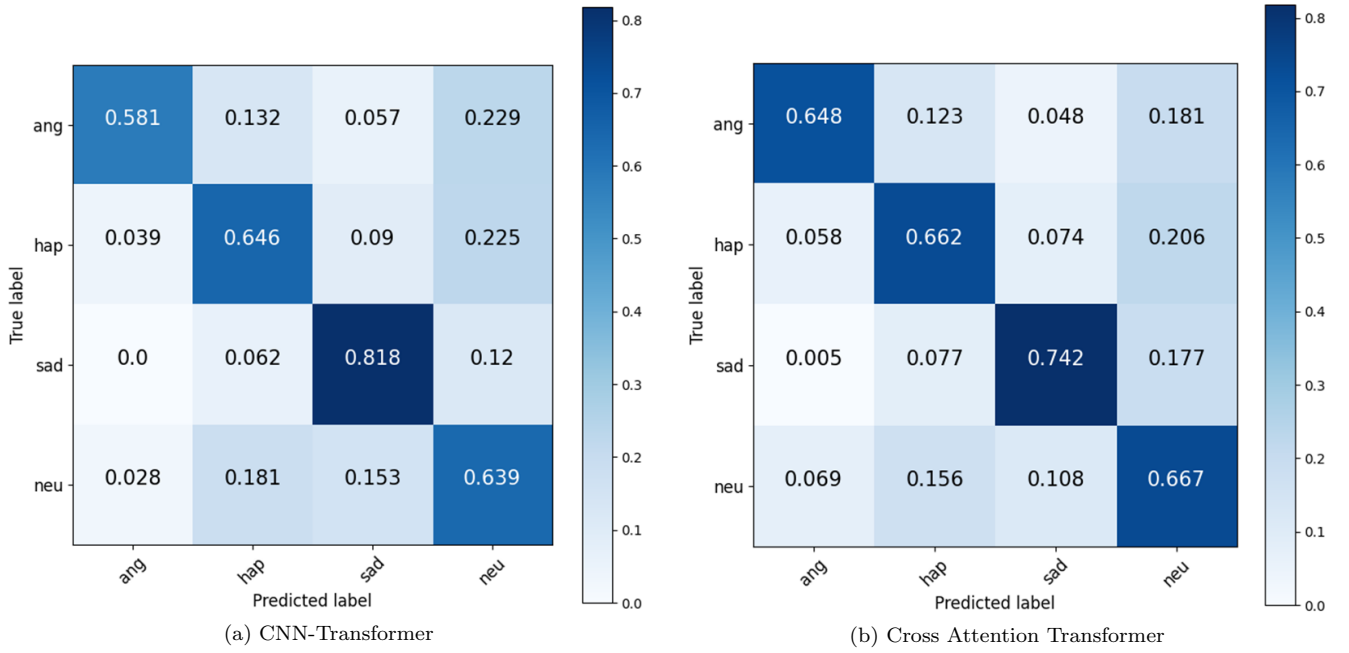 0.8
0.7
0.6
0.5
0.4
0.3
0.2
0.1
0.0
True label
ang 0.581 0.132 0.057 0.229
hap 0.039 0.646 0.09 0.225
sad 0.0 0.062 0.818 0.12
neu 0.028 0.181 0.153 0.639
ang hap sad neu
Predicted label
(a) CNN-Transformer
0.8
0.7
0.6
0.5
0.4
0.3
0.2
0.1
0.0
True label
ang 0.648 0.123 0.048 0.181
hap 0.058 0.662 0.074 0.206
sad 0.005 0.077 0.742 0.177
neu 0.069 0.156 0.108 0.667
ang hap sad neu
Predicted label
(b) Cross Attention Transformer